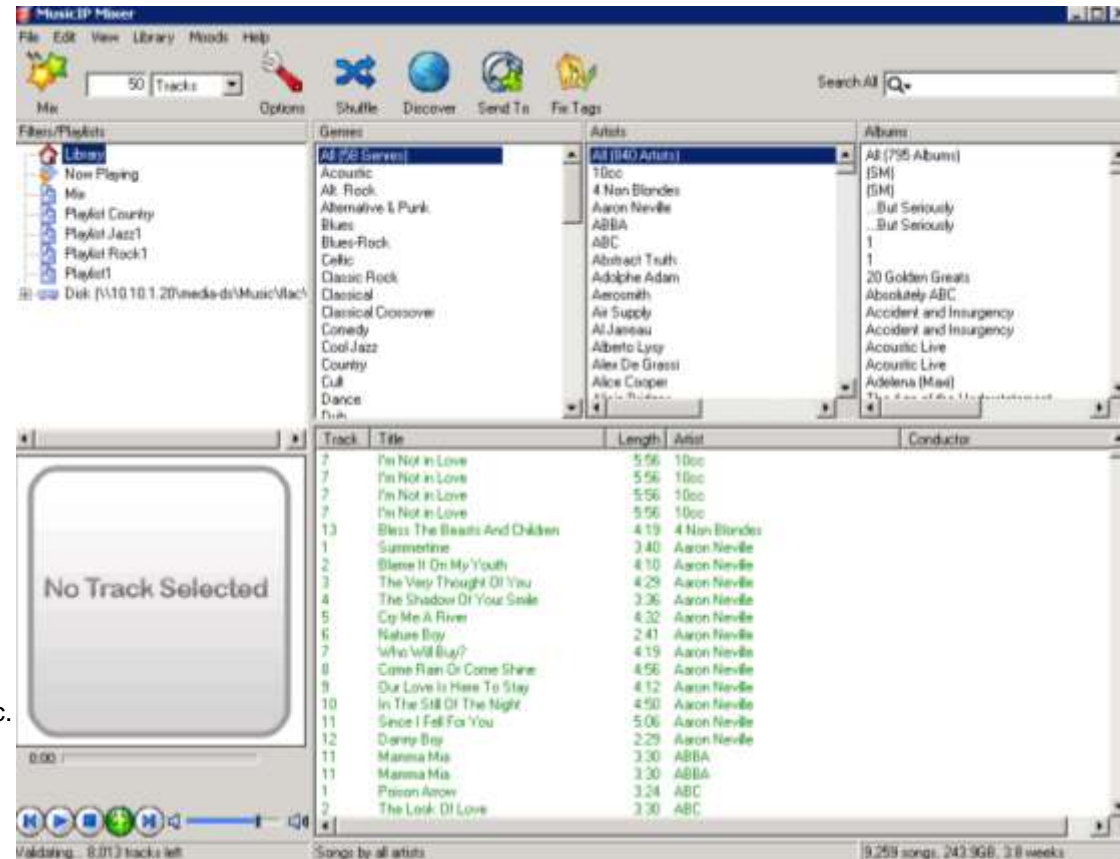 MusicIP Mixer
File Edit View Library Moods Help
50 Tracks
Search All
Mix Options Shuffle Discover Send To Fix Tags
Filters/Playlists
Library
Now Playing
Mix
Playlist Country
Playlist Jazz1
Playlist Rock1
Playlist1
Disk (\\10.10.1.20\media-ds\Music\flac\
Genres
All (58 Genres)
Acoustic
Alt. Rock
Alternative & Punk
Blues
Blues-Rock
Celtic
Classic Rock
Classical
Classical Crossover
Comedy
Cool Jazz
Country
Cult
Dance
Dub
Artists
All (840 Artists)
10cc
4 Non Blondes
Aaron Neville
ABBA
ABC
Abstract Truth
Adolphe Adam
Aerosmith
Air Supply
Al Jarreau
Alberto Lysy
Alex De Grassi
Alice Cooper
Albums
All (795 Albums)
(SM)
(SM)
...But Seriously
...But Seriously
1
1
20 Golden Greats
Absolutely ABC
Accident and Insurgency
Accident and Insurgency
Acoustic Live
Acoustic Live
Adelena (Maxi)
The Age of the Understatement
Track Title Length Artist Conductor
7 I'm Not in Love 5:56 10cc
7 I'm Not in Love 5:56 10cc
7 I'm Not in Love 5:56 10cc
7 I'm Not in Love 5:56 10cc
13 Bless The Beasts And Children 4:19 4 Non Blondes
1 Summertime 3:40 Aaron Neville
2 Blame It On My Youth 4:10 Aaron Neville
3 The Very Thought Of You 4:29 Aaron Neville
4 The Shadow Of Your Smile 3:36 Aaron Neville
5 Cry Me A River 4:32 Aaron Neville
6 Nature Boy 2:41 Aaron Neville
7 Who Will Buy? 4:19 Aaron Neville
8 Come Rain Or Come Shine 4:56 Aaron Neville
9 Our Love Is Here To Stay 4:12 Aaron Neville
10 In The Still Of The Night 4:50 Aaron Neville
11 Since I Fell For You 5:06 Aaron Neville
12 Danny Boy 2:29 Aaron Neville
11 Mamma Mia 3:30 ABBA
11 Mamma Mia 3:30 ABBA
1 Poison Arrow 3:24 ABC
2 The Look Of Love 3:30 ABC
No Track Selected
c.
0:00
Validating... 8,013 tracks left
Songs by all artists
9,259 songs, 243.9GB, 3.8 weeks